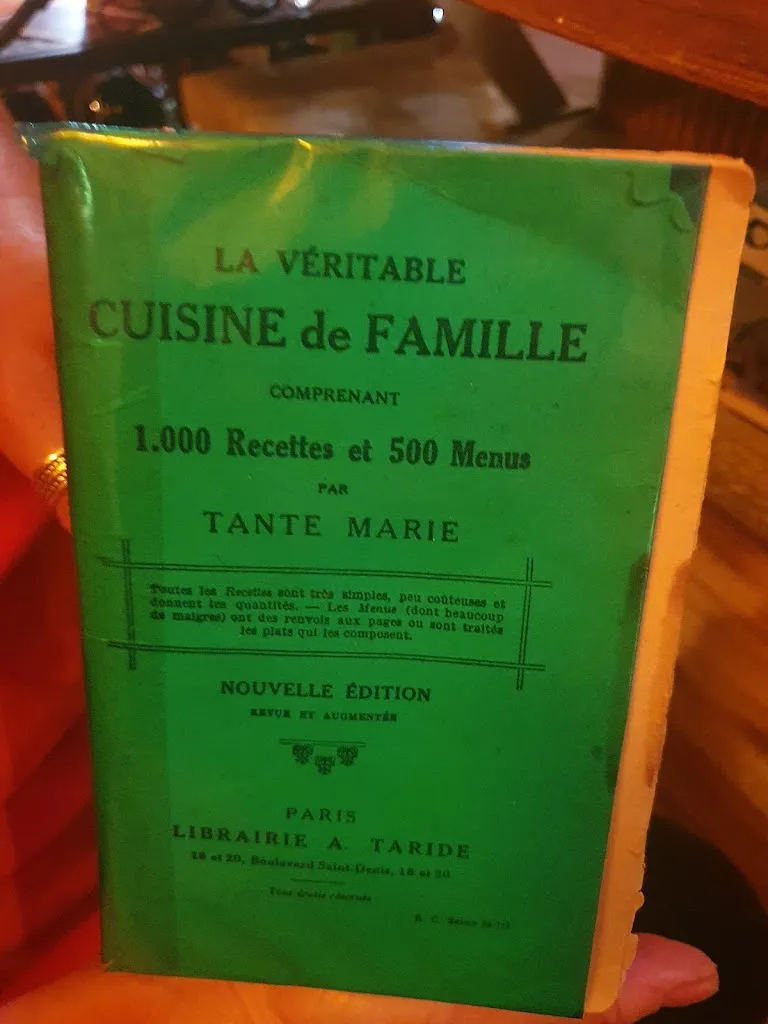 LA VÉRITABLE
CUISINE de FAMILLE
COMPRENANT
1.000 Recettes et 500 Menus
PAR
TANTE MARIE
Toutes les Recettes sont très simples, peu coûteuses et
donnent les quantités. — Les Menus (dont beaucoup
de maigres) ont des renvois aux pages ou sont traités
les plats qui les composent.
NOUVELLE ÉDITION
REVUE ET AUGMENTÉE
PARIS
LIBRAIRIE A. TARIDE
18 et 20, Boulevard Saint-Denis, 18 et 20
Tous droits réservés
R. C. Seine